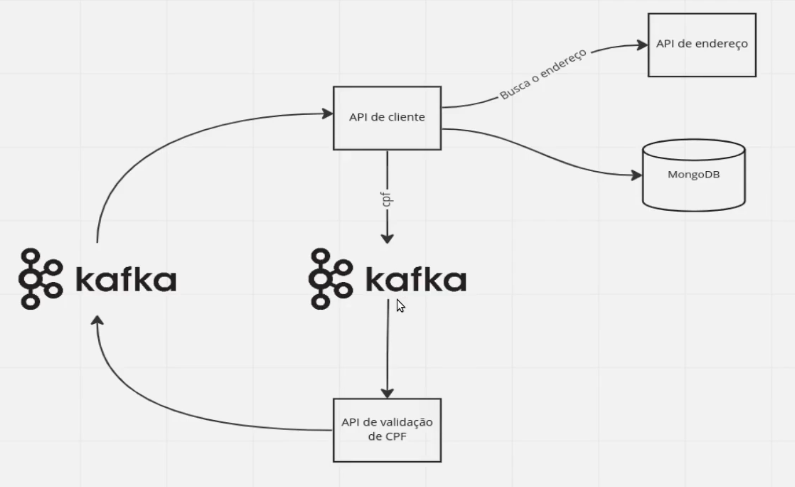 API de endereço
Busca o endereço
API de cliente
MongoDB
cpf
kafka
kafka
API de validação
de CPF